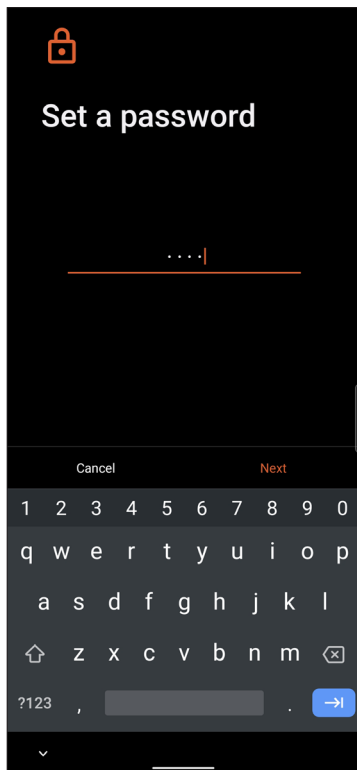 Set a password
····
Cancel Next
1 2 3 4 5 6 7 8 9 0
q w e r t y u i o p
a s d f g h j k l
z x c v b n m
?123 , .